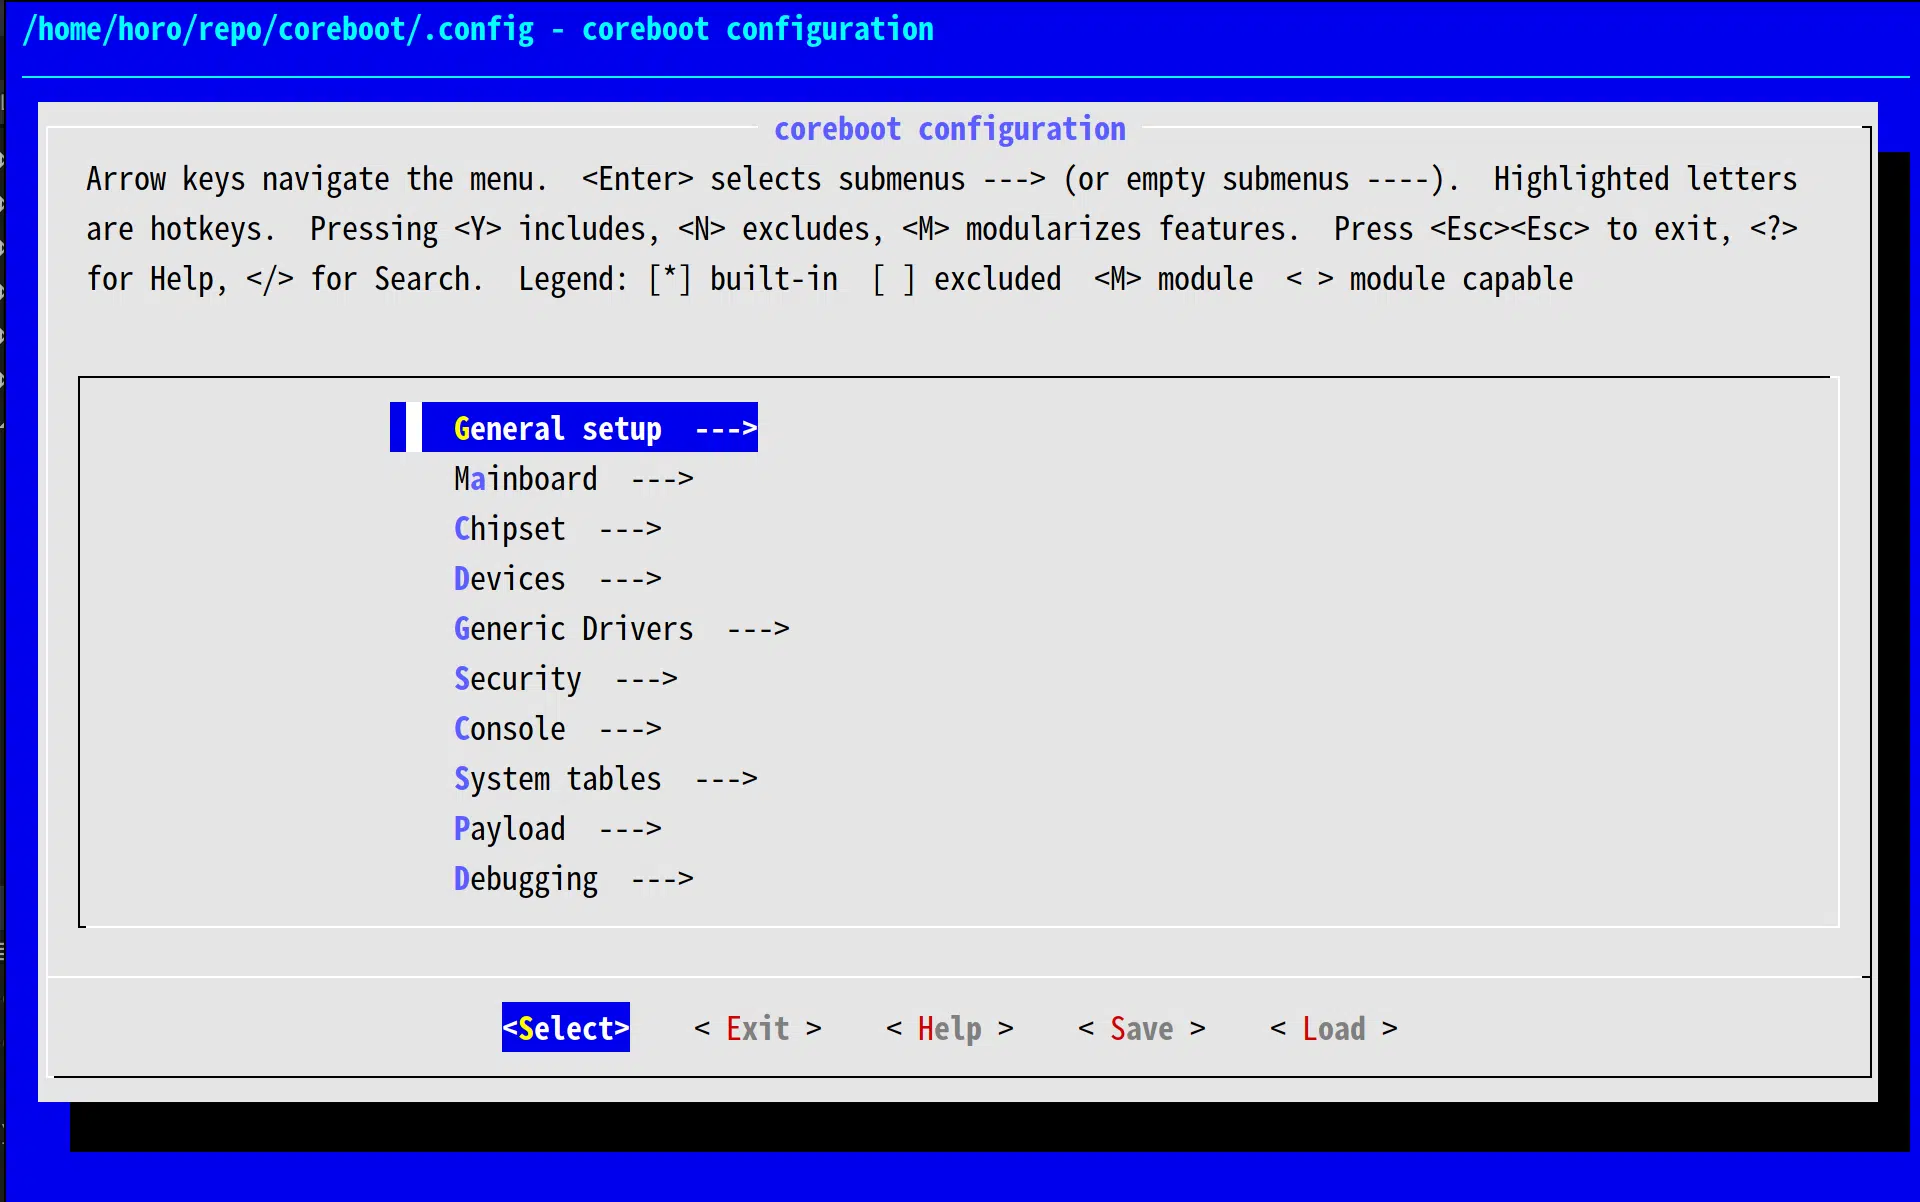 /home/horo/repo/coreboot/.config - coreboot configuration
coreboot configuration
Arrow keys navigate the menu.  <Enter> selects submenus ---> (or empty submenus ----).  Highlighted letters
are hotkeys.  Pressing <Y> includes, <N> excludes, <M> modularizes features.  Press <Esc><Esc> to exit, <?>
for Help, </> for Search.  Legend: [*] built-in  [ ] excluded  <M> module  < > module capable
General setup  --->
Mainboard  --->
Chipset  --->
Devices  --->
Generic Drivers  --->
Security  --->
Console  --->
System tables  --->
Payload  --->
Debugging  --->
<Select>    < Exit >    < Help >    < Save >    < Load >